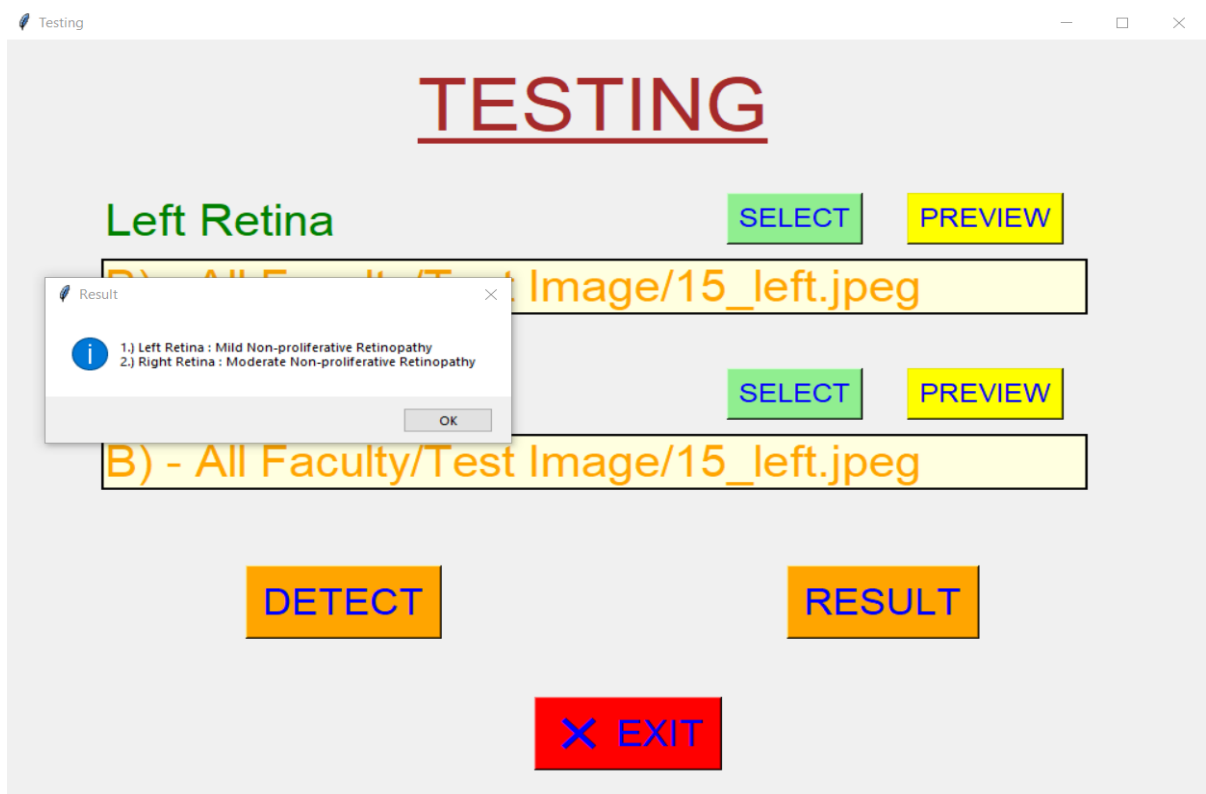 Testing
TESTING
Left Retina
SELECT
PREVIEW
Image/15_left.jpeg
Result
1.) Left Retina : Mild Non-proliferative Retinopathy
2.) Right Retina : Moderate Non-proliferative Retinopathy
OK
SELECT
PREVIEW
B) - All Faculty/Test Image/15_left.jpeg
DETECT
RESULT
EXIT